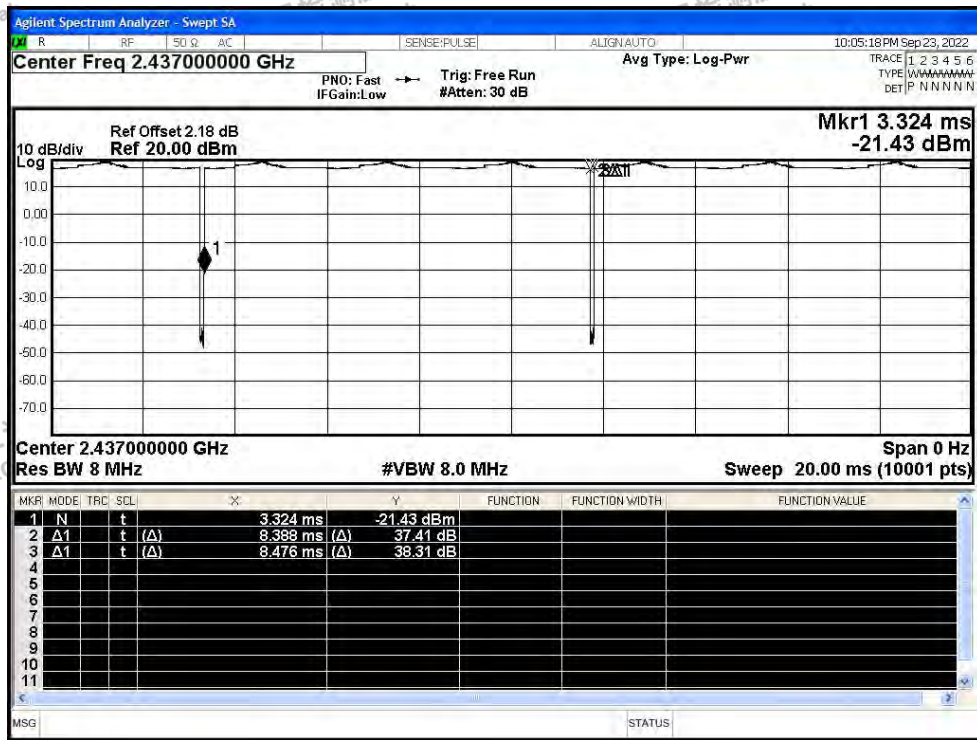 Agilent Spectrum Analyzer - Swept SA
LXI R RF 50 Ω AC SENSE:PULSE ALIGNAUTO 10:05:18 PM Sep 23, 2022
Center Freq 2.437000000 GHz
PNO: Fast
IFGain:Low
Trig: Free Run
#Atten: 30 dB
Avg Type: Log-Pwr
TRACE 1 2 3 4 5 6
TYPE WWWWWW
DET P N N N N N
Mkr1 3.324 ms
-21.43 dBm
Ref Offset 2.18 dB
10 dB/div Ref 20.00 dBm
Log
10.0
0.00
-10.0
-20.0
-30.0
-40.0
-50.0
-60.0
-70.0
1
Center 2.437000000 GHz Span 0 Hz
Res BW 8 MHz #VBW 8.0 MHz Sweep 20.00 ms (10001 pts)
MKR MODE TRC SCL X Y FUNCTION FUNCTION WIDTH FUNCTION VALUE
1 N t 3.324 ms -21.43 dBm
2 Δ1 t (Δ) 8.388 ms (Δ) 37.41 dB
3 Δ1 t (Δ) 8.476 ms (Δ) 38.31 dB
4
5
6
7
8
9
10
11
MSG STATUS